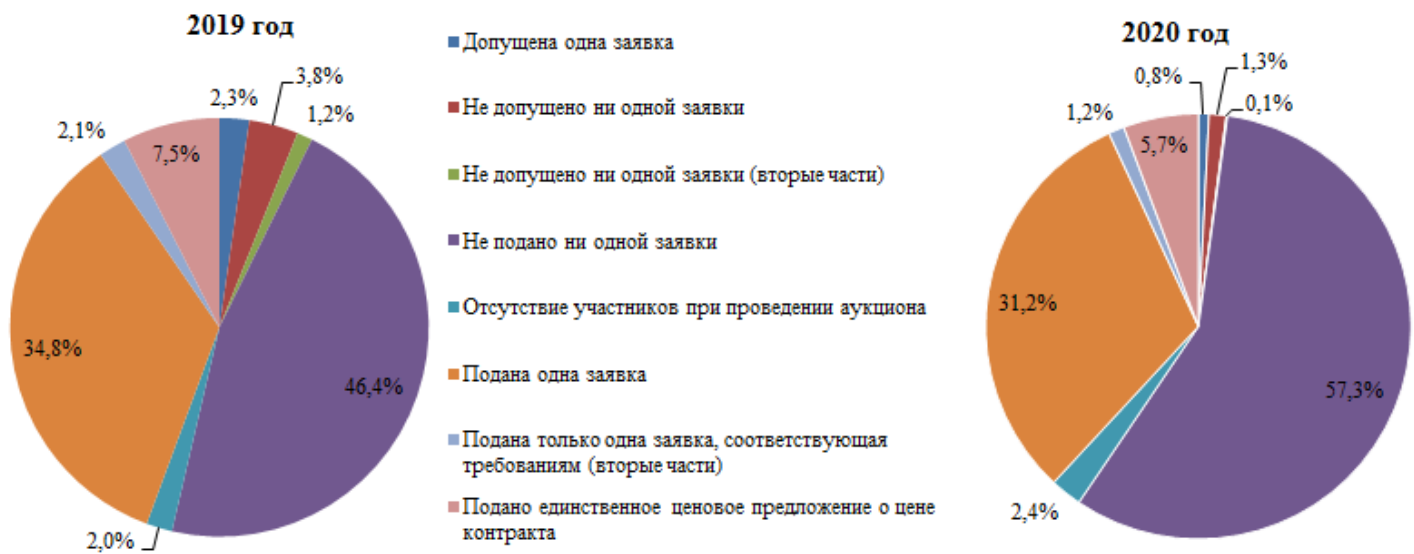 2019 год
2,3%
3,8%
1,2%
46,4%
2,0%
34,8%
2,1%
7,5%
Допущена одна заявка
Не допущено ни одной заявки
Не допущено ни одной заявки (вторые части)
Не подано ни одной заявки
Отсутствие участников при проведении аукциона
Подана одна заявка
Подана только одна заявка, соответствующая
требованиям (вторые части)
Подано единственное ценовое предложение о цене
контракта
2020 год
0,8%
1,3%
0,1%
57,3%
2,4%
31,2%
1,2%
5,7%